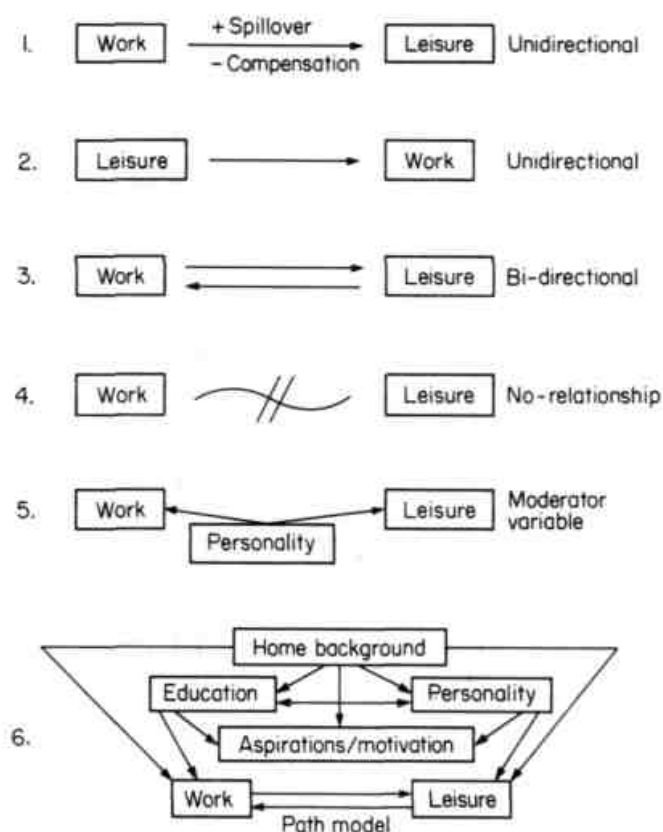 1. Work + Spillover Leisure Unidirectional
- Compensation
2. Leisure Work Unidirectional
3. Work Leisure Bi-directional
4. Work Leisure No-relationship
5. Work Leisure Moderator
variable
Personality
Home background
Education Personality
6. Aspirations/motivation
Work Leisure
Path model